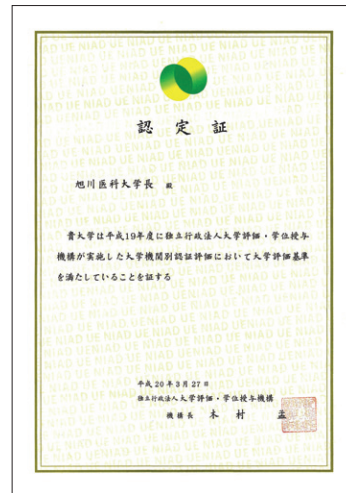 認定証
旭川医科大学長 殿
貴大学は平成19年度に独立行政法人大学評価・学位授与
機構が実施した大学機関別認証評価において大学評価基準
を満たしていることを証する
平成20年3月27日
独立行政法人大学評価・学位授与機構
機構長 木村 孟